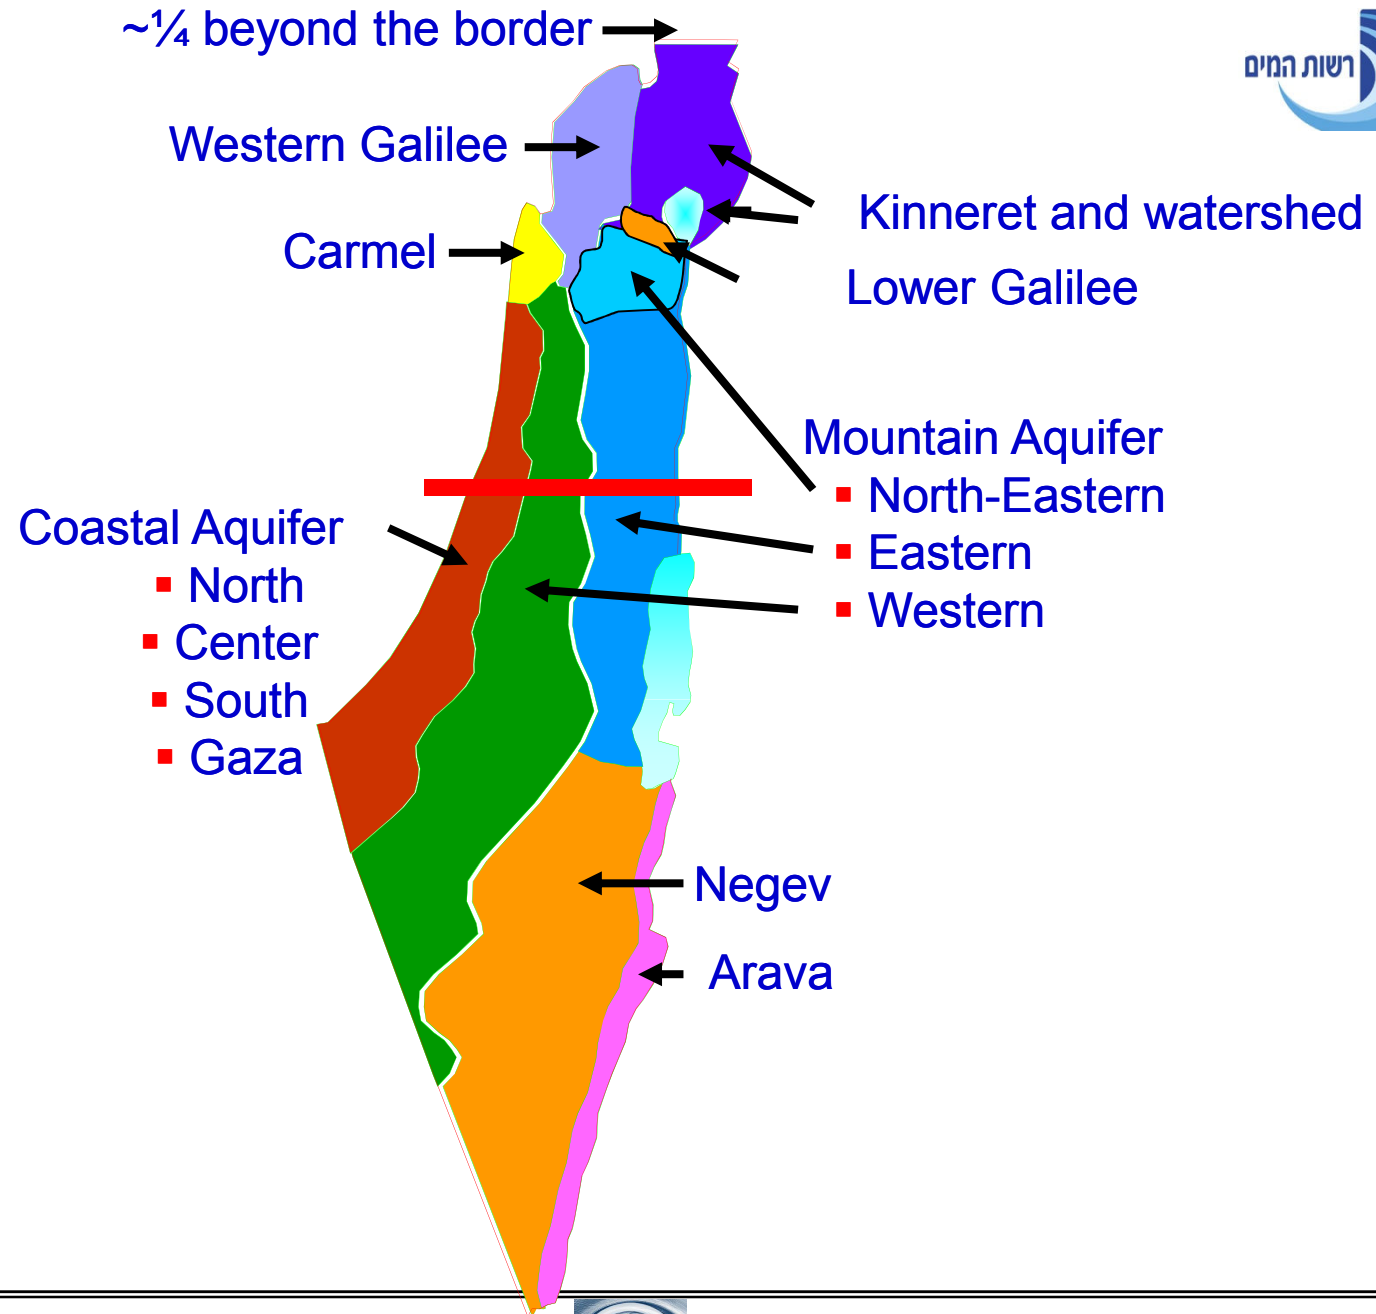 ~¼ beyond the border
רשות המים
Western Galilee
Kinneret and watershed
Carmel
Lower Galilee
Mountain Aquifer
▪ North-Eastern
▪ Eastern
▪ Western
Coastal Aquifer
▪ North
▪ Center
▪ South
▪ Gaza
Negev
Arava